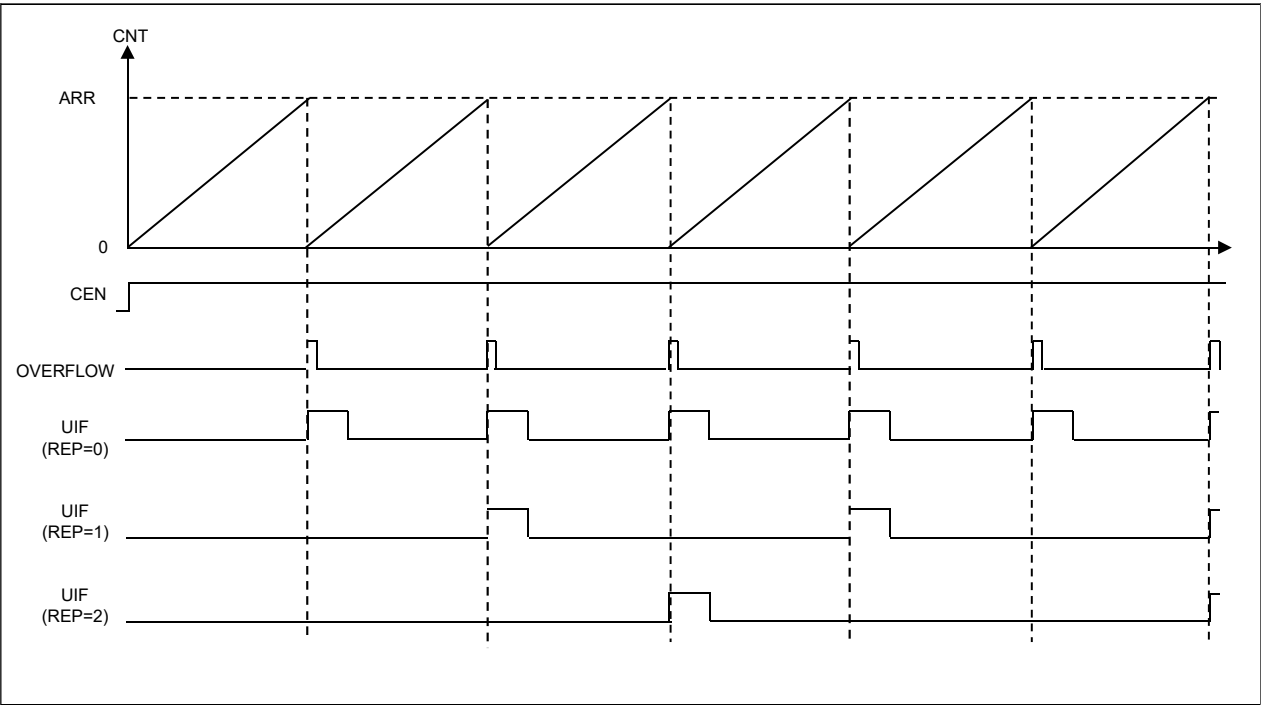 CNT
ARR
0
CEN
OVERFLOW
UIF
(REP=0)
UIF
(REP=1)
UIF
(REP=2)